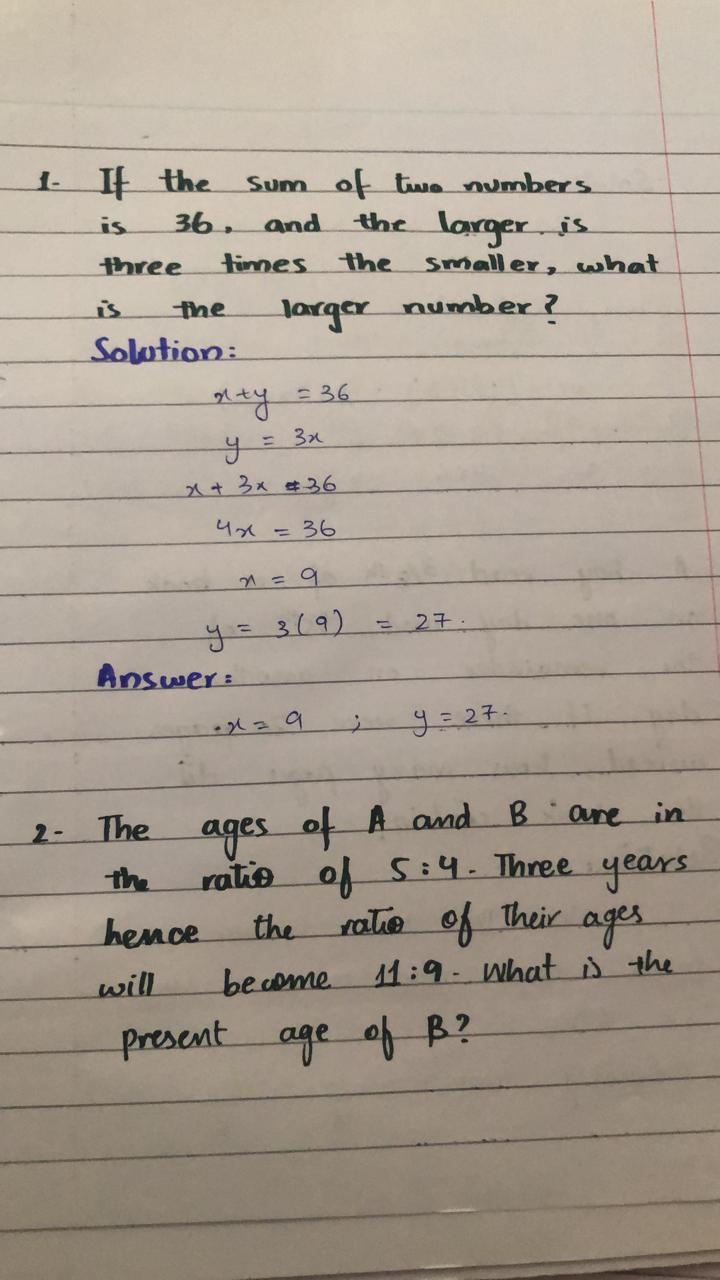 1- If the sum of two numbers
is 36, and the larger is
three times the smaller, what
is the larger number?
Solution:
x+y = 36
y = 3x
x + 3x = 36
4x = 36
x = 9
y = 3(9) = 27.
Answer:
x = 9 ; y = 27.
2- The ages of A and B are in
the ratio of 5:4. Three years
hence the ratio of Their ages
will become 11:9. What is the
present age of B?